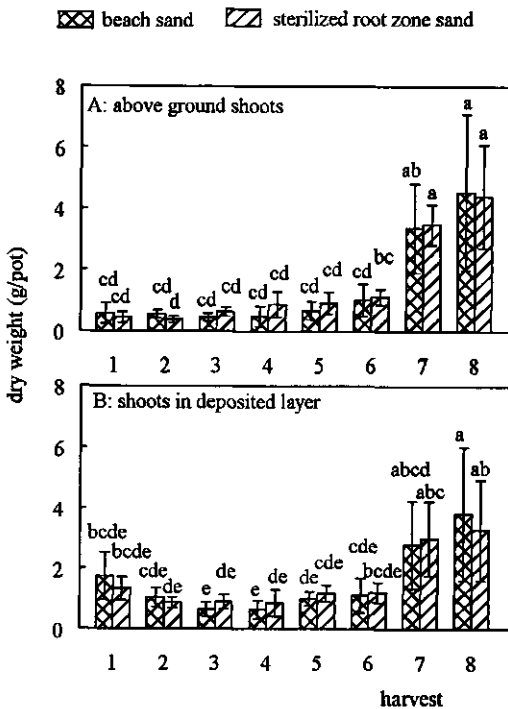 beach sand sterilized root zone sand
8
A: above ground shoots
a
a
6
ab
a
4
2
cd cd cd d cd cd cd cd cd cd cd bc
0
1 2 3 4 5 6 7 8
dry weight (g/pot)
8
B: shoots in deposited layer
a
6
abcd abc ab
4
bcde bcde cde de e de e de de cde cde bcde
2
0
1 2 3 4 5 6 7 8
harvest